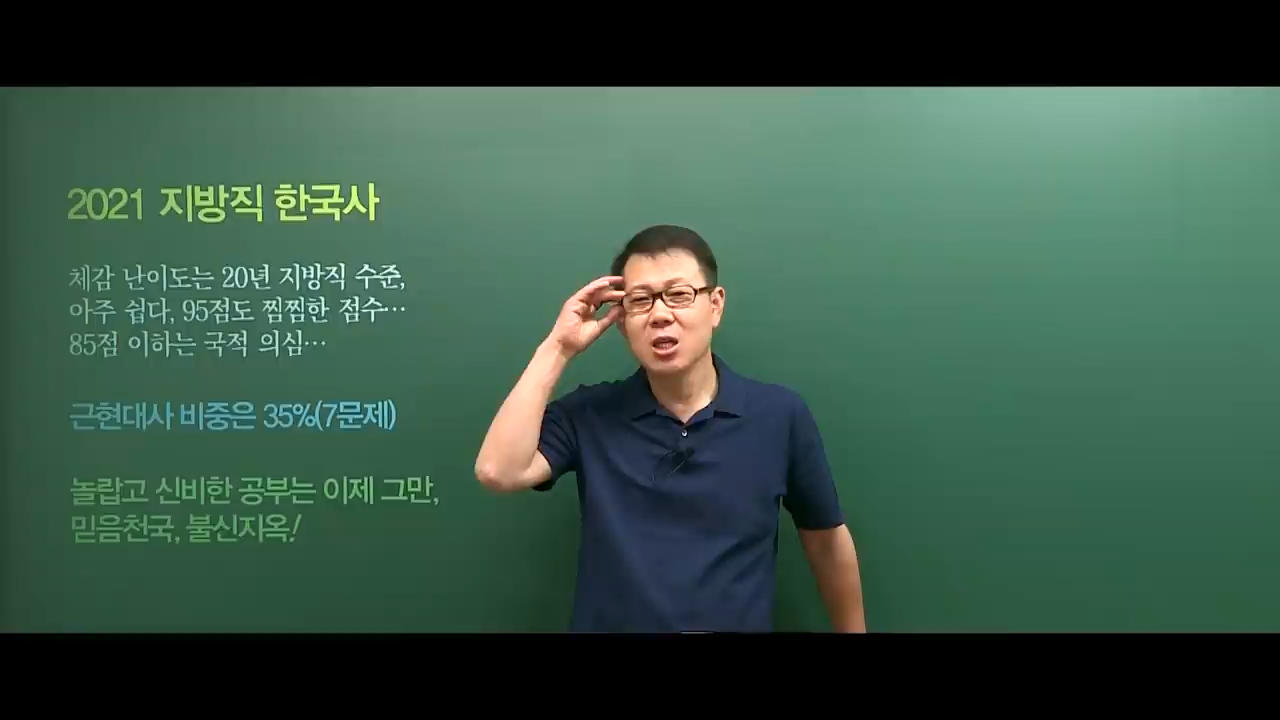 2021 지방직 한국사
체감 난이도는 20년 지방직 수준,
아주 쉽다, 95점도 찜찜한 점수…
85점 이하는 국적 의심…
근현대사 비중은 35%(7문제)
놀랍고 신비한 공부는 이제 그만,
믿음천국, 불신지옥!